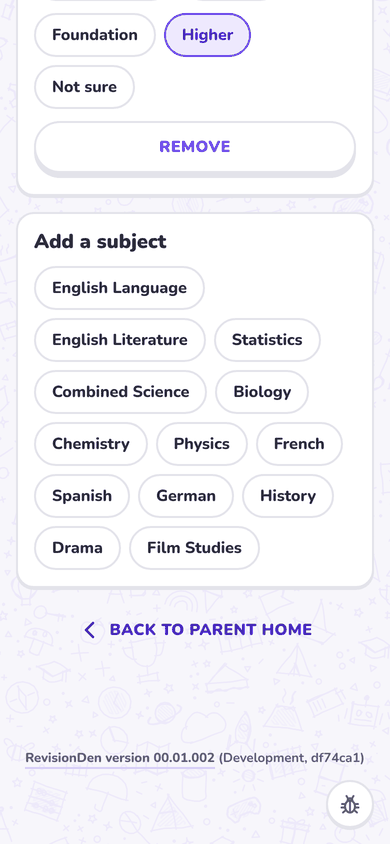 Foundation
Higher
Not sure
REMOVE
Add a subject
English Language
English Literature
Statistics
Combined Science
Biology
Chemistry
Physics
French
Spanish
German
History
Drama
Film Studies
BACK TO PARENT HOME
RevisionDen version 00.01.002 (Development, df74ca1)